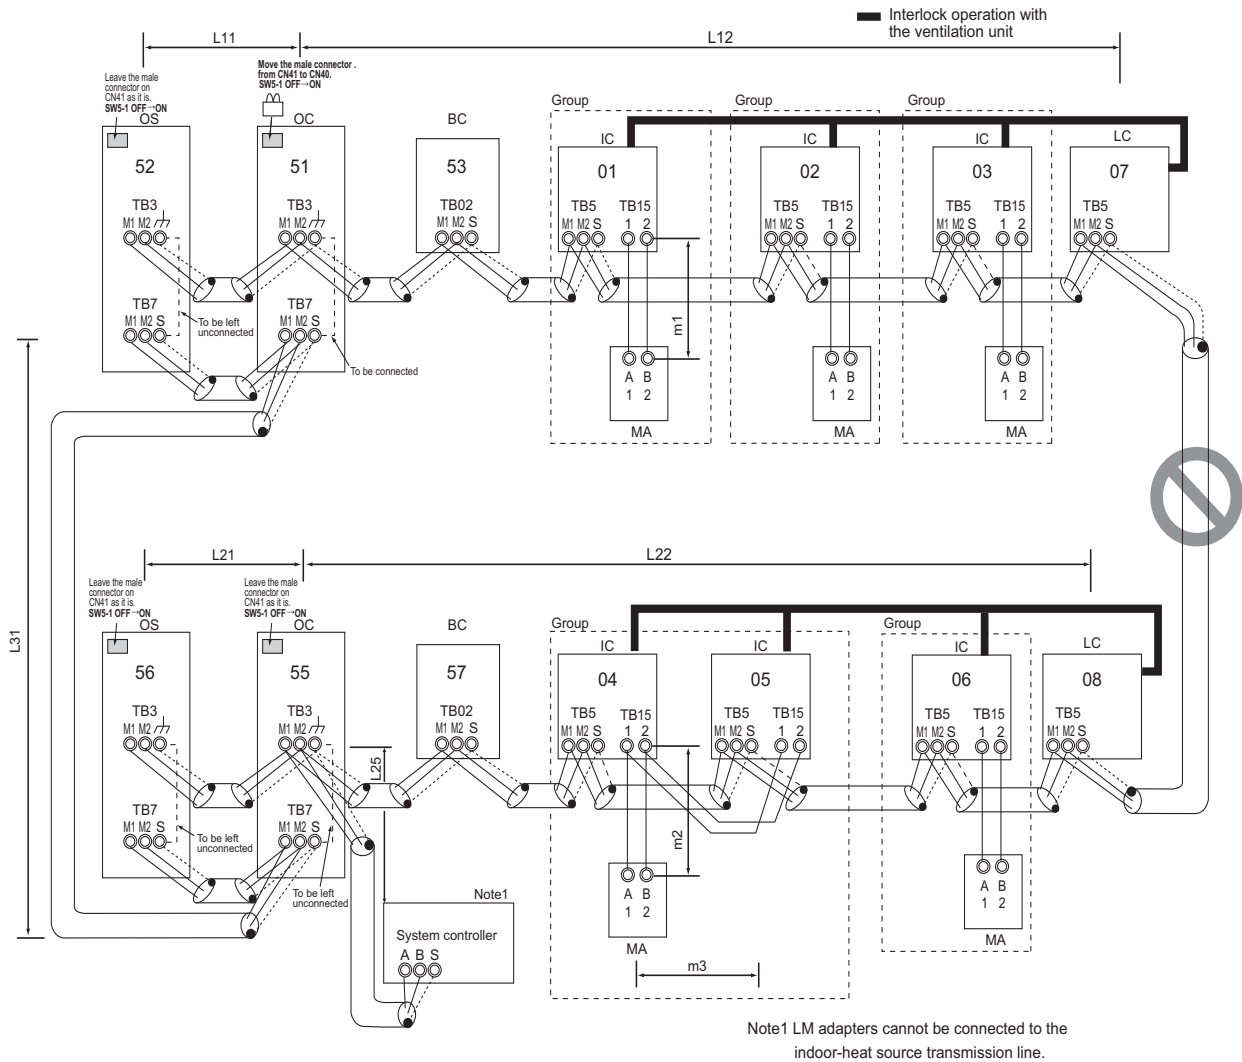 Interlock operation with
the ventilation unit
L11
L12
Leave the male
connector on
CN41 as it is.
SW5-1 OFF→ON
Move the male connector .
from CN41 to CN40.
SW5-1 OFF→ON
Group
Group
Group
OS
OC
BC
IC
IC
IC
LC
52
51
53
01
02
03
07
TB3
TB3
TB02
TB5
TB15
TB5
TB15
TB5
TB15
TB5
M1 M2
M1 M2
M1 M2 S
M1 M2 S
1 2
M1 M2 S
1 2
M1 M2 S
1 2
M1 M2 S
TB7
TB7
M1 M2 S
M1 M2 S
To be left
unconnected
To be connected
m1
A B
1 2
MA
A B
1 2
MA
A B
1 2
MA
L31
L21
L22
Leave the male
connector on
CN41 as it is.
SW5-1 OFF→ON
Leave the male
connector on
CN41 as it is.
SW5-1 OFF→ON
Group
Group
OS
OC
BC
IC
IC
IC
LC
56
55
57
04
05
06
08
TB3
TB3
TB02
TB5
TB15
TB5
TB15
TB5
TB15
TB5
M1 M2
M1 M2
M1 M2 S
M1 M2 S
1 2
M1 M2 S
1 2
M1 M2 S
1 2
M1 M2 S
L25
TB7
TB7
M1 M2 S
M1 M2 S
To be left
unconnected
To be left
unconnected
m2
A B
1 2
MA
A B
1 2
MA
Note1
System controller
A B S
m3
Note1 LM adapters cannot be connected to the
indoor-heat source transmission line.